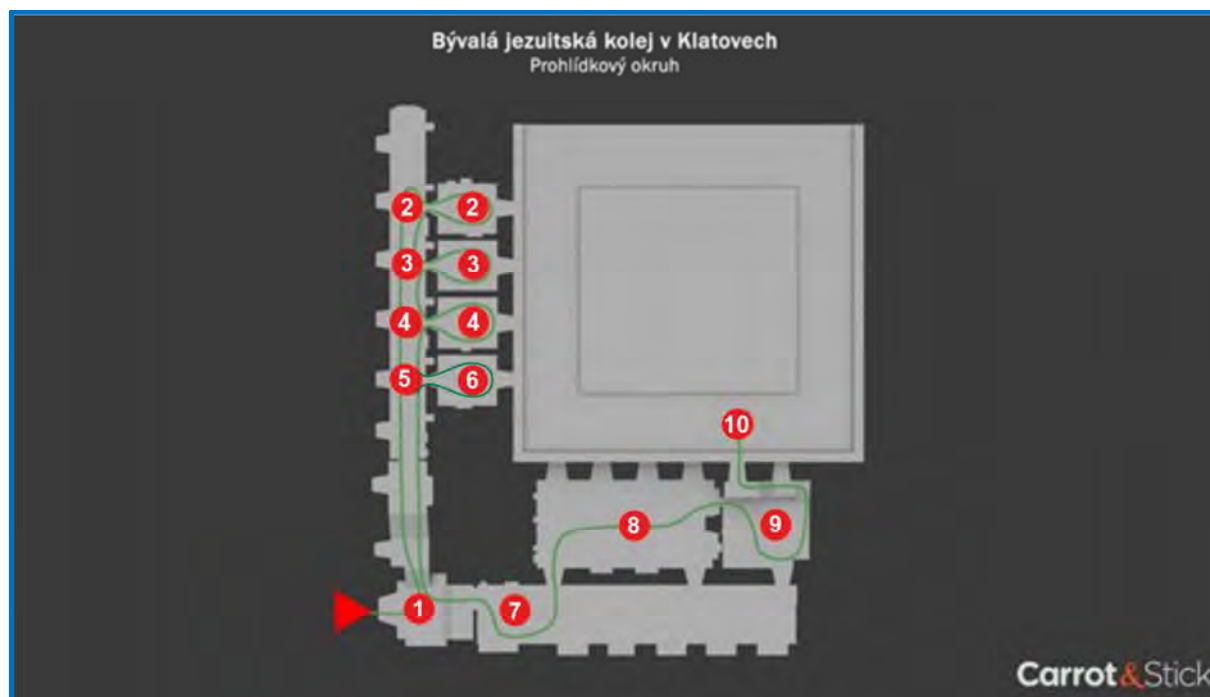 Bývalá jezuitská kolej v Klatovech
Prohlídkový okruh
2 2
3 3
4 4
5 6
10
8 9
1 7
Carrot&Stick